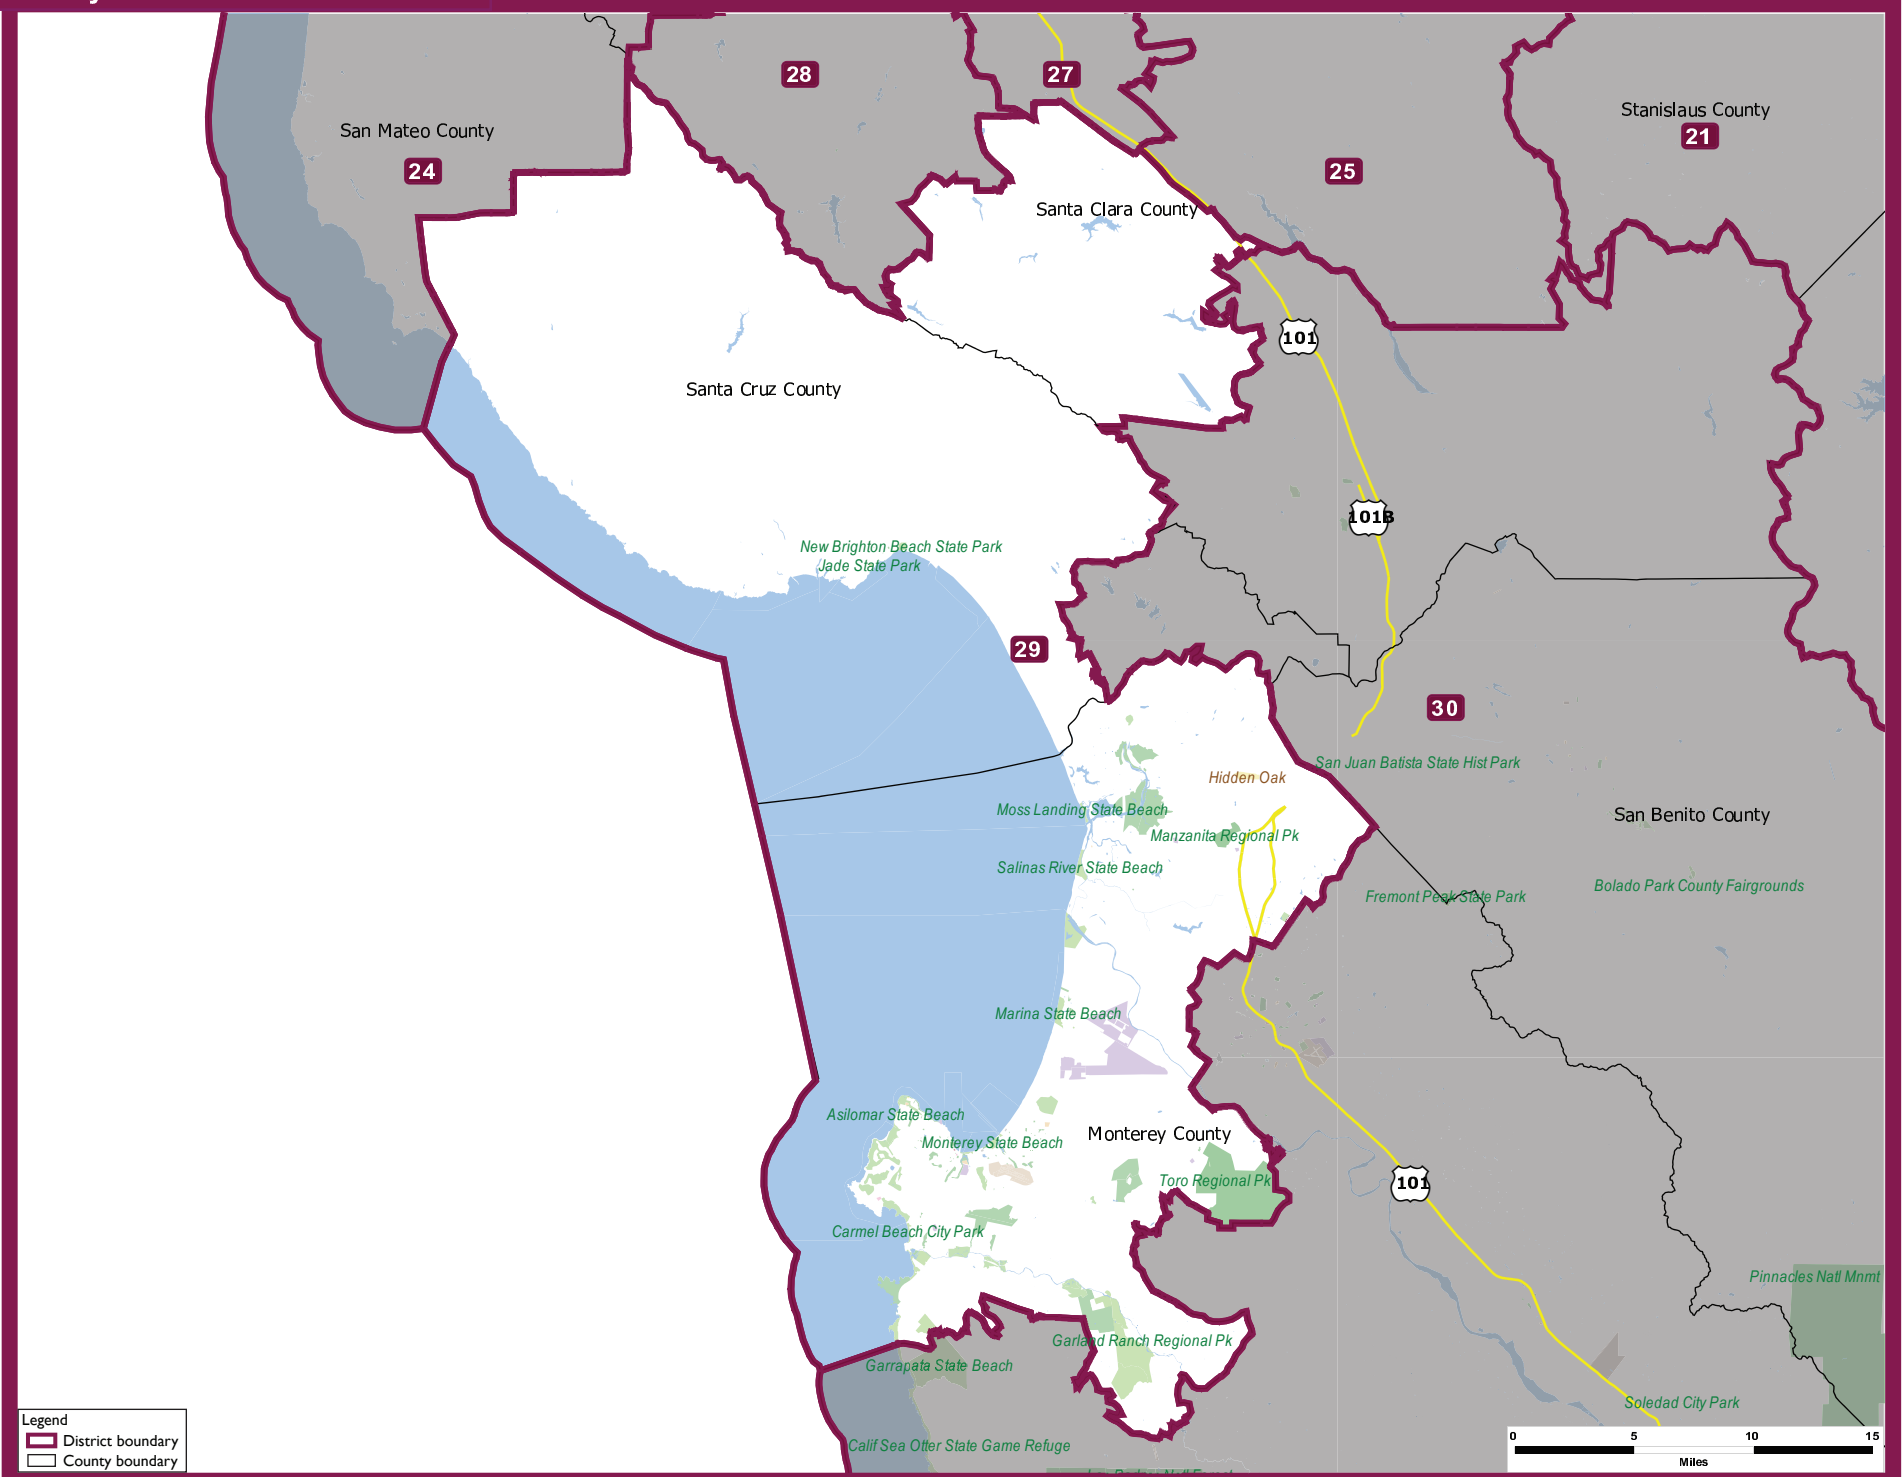 28
27
Stanislaus County
San Mateo County
21
24
25
Santa Clara County
101
Santa Cruz County
101B
New Brighton Beach State Park
Jade State Park
29
30
San Juan Batista State Hist Park
Hidden Oak
Moss Landing State Beach
San Benito County
Manzanita Regional Pk
Salinas River State Beach
Bolado Park County Fairgrounds
Fremont Peak State Park
Marina State Beach
Asilomar State Beach
Monterey County
Monterey State Beach
Toro Regional Pk
101
Carmel Beach City Park
Pinnacles Natl Mnmt
Garland Ranch Regional Pk
Garrapata State Beach
Soledad City Park
Calif Sea Otter State Game Refuge
Legend
District boundary
County boundary
0 5 10 15
Miles